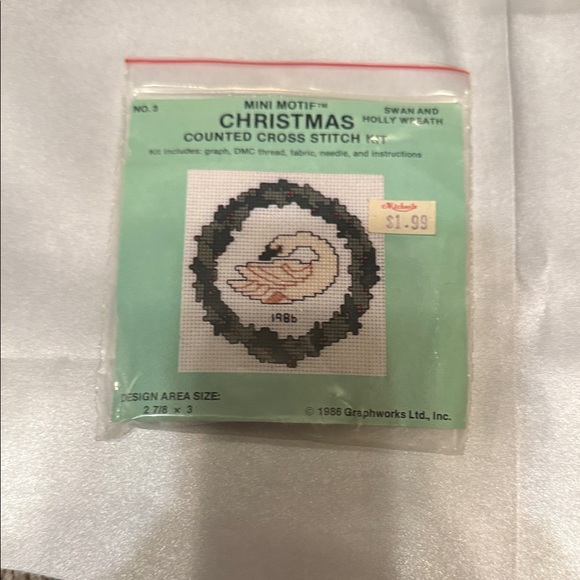 NO. 3
MINI MOTIF™
CHRISTMAS
COUNTED CROSS STITCH KIT
SWAN AND
HOLLY WREATH
Kit includes: graph, DMC thread, fabric, needle, and instructions
Michaels
$1.99
1986
DESIGN AREA SIZE:
2 7/8 × 3
© 1986 Graphworks Ltd., Inc.